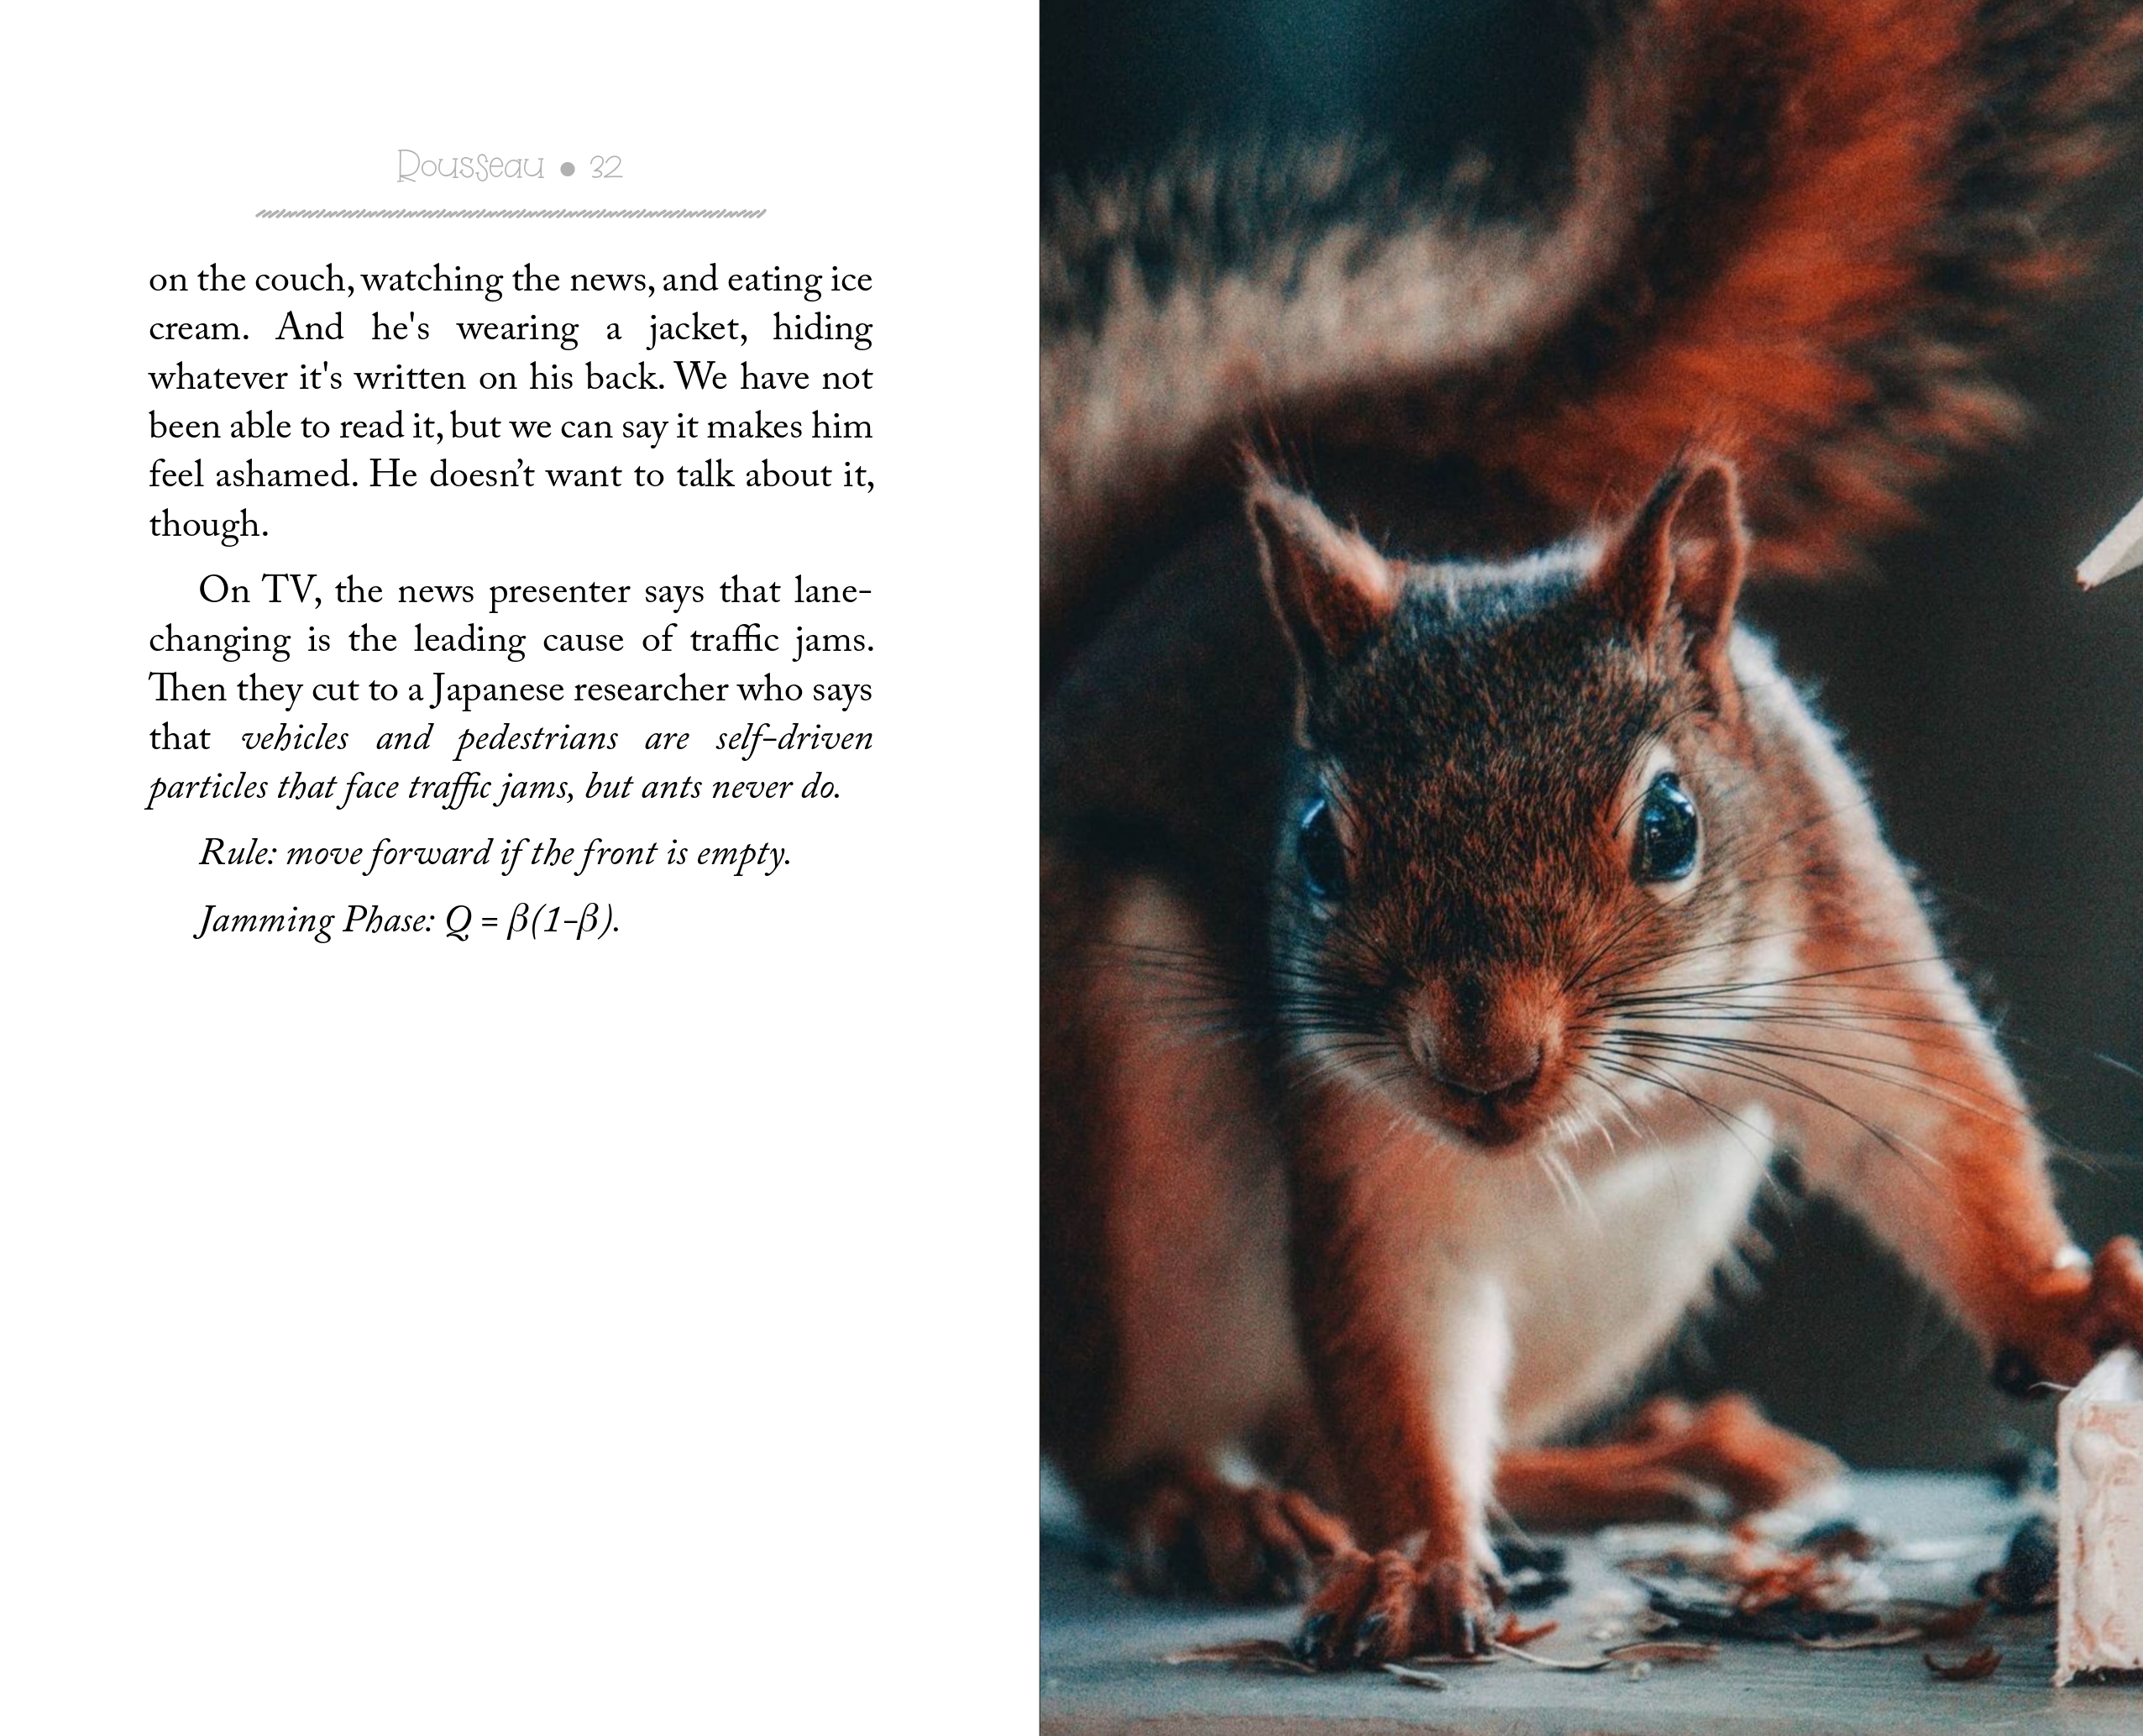 Rousseau ● 32
on the couch, watching the news, and eating ice
cream. And he's wearing a jacket, hiding
whatever it's written on his back. We have not
been able to read it, but we can say it makes him
feel ashamed. He doesn’t want to talk about it,
though.
On TV, the news presenter says that lane-
changing is the leading cause of traffic jams.
Then they cut to a Japanese researcher who says
that vehicles and pedestrians are self-driven
particles that face traffic jams, but ants never do.
Rule: move forward if the front is empty.
Jamming Phase: Q = β(1-β).